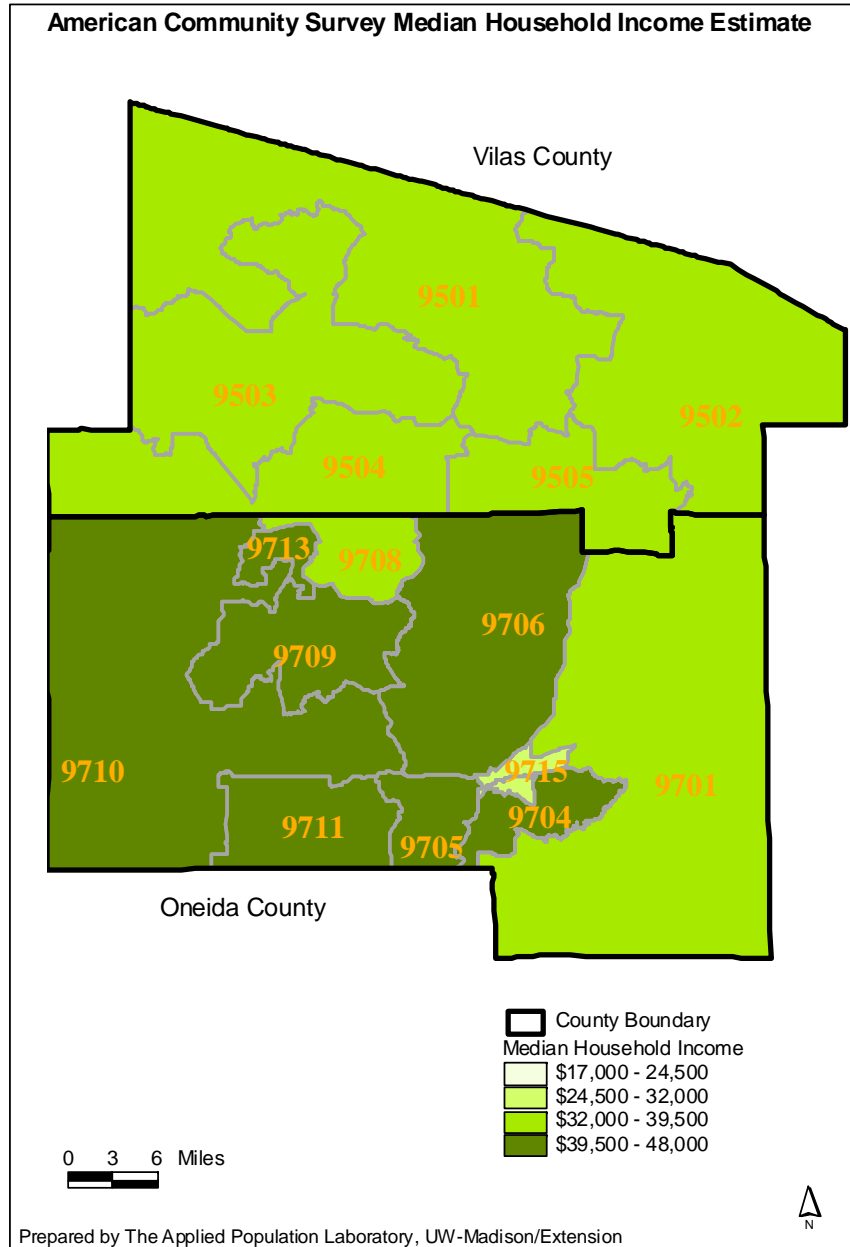 American Community Survey Median Household Income Estimate
Vilas County
9501
9503
9502
9504
9505
9713
9708
9706
9709
9710
9715
9701
9704
9711
9705
Oneida County
County Boundary
Median Household Income
$17,000 - 24,500
$24,500 - 32,000
$32,000 - 39,500
$39,500 - 48,000
0 3 6 Miles
N
Prepared by The Applied Population Laboratory, UW-Madison/Extension